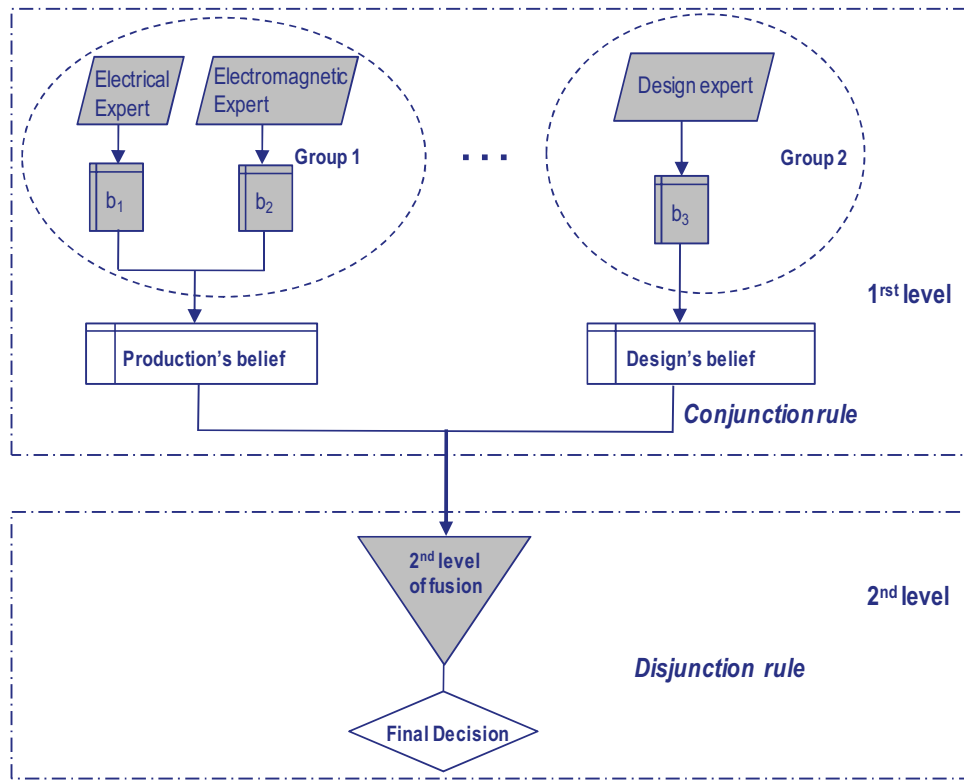 Electrical
Expert
Electromagnetic
Expert
Design expert
Group 1
...
Group 2
b1
b2
b3
1rst level
Production's belief
Design's belief
Conjunction rule
2nd level
of fusion
2nd level
Disjunction rule
Final Decision